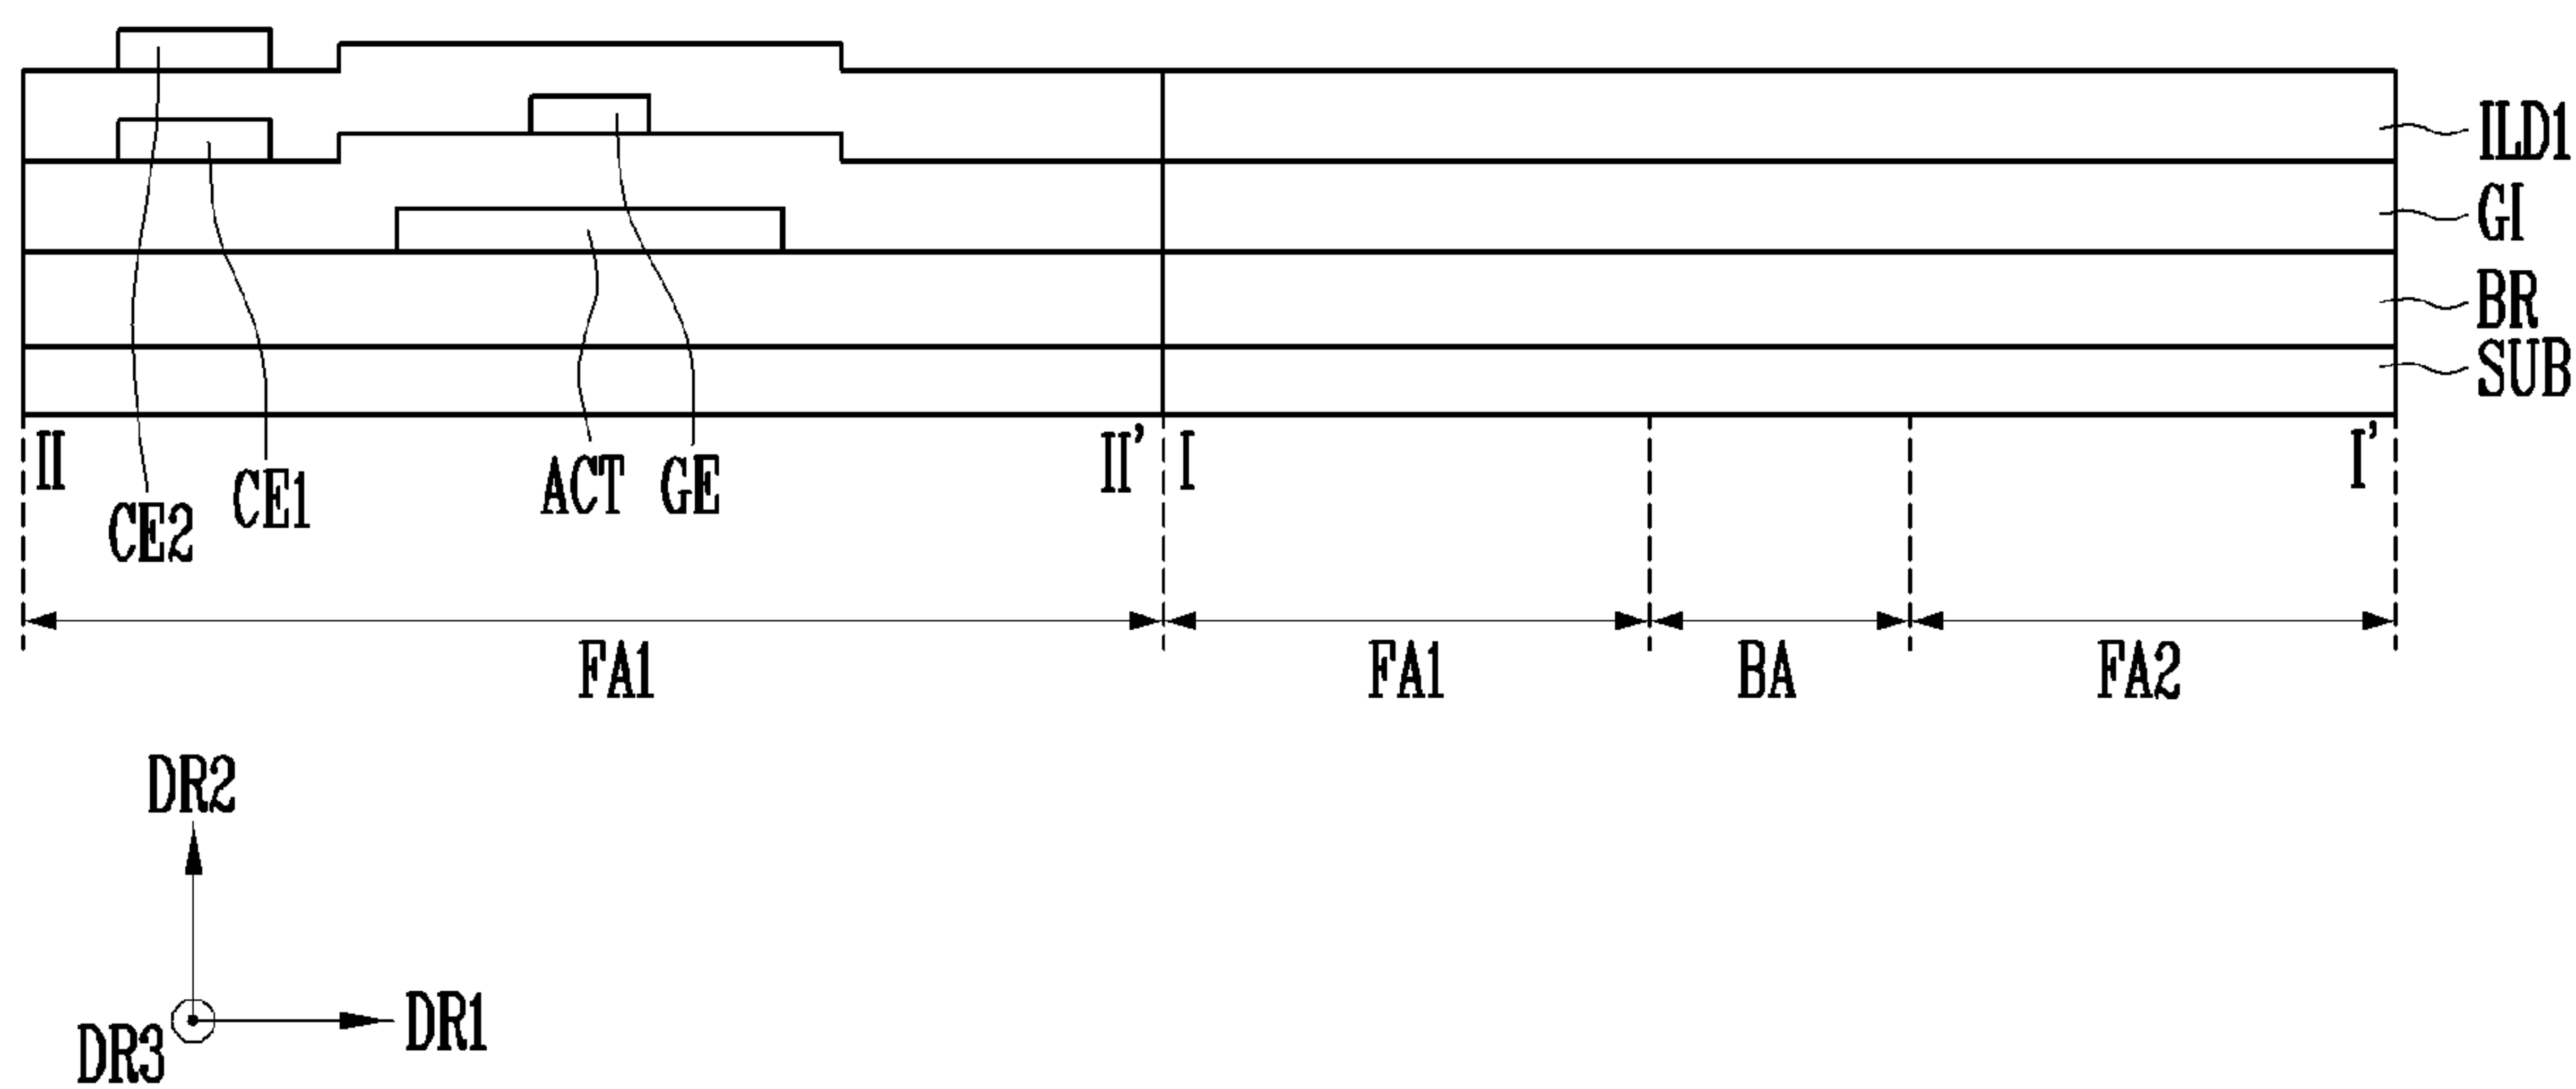 ILD1
GI
BR
SUB
II
II'
I
I'
CE2
CE1
ACT
GE
FA1
FA1
BA
FA2
DR2
DR1
DR3